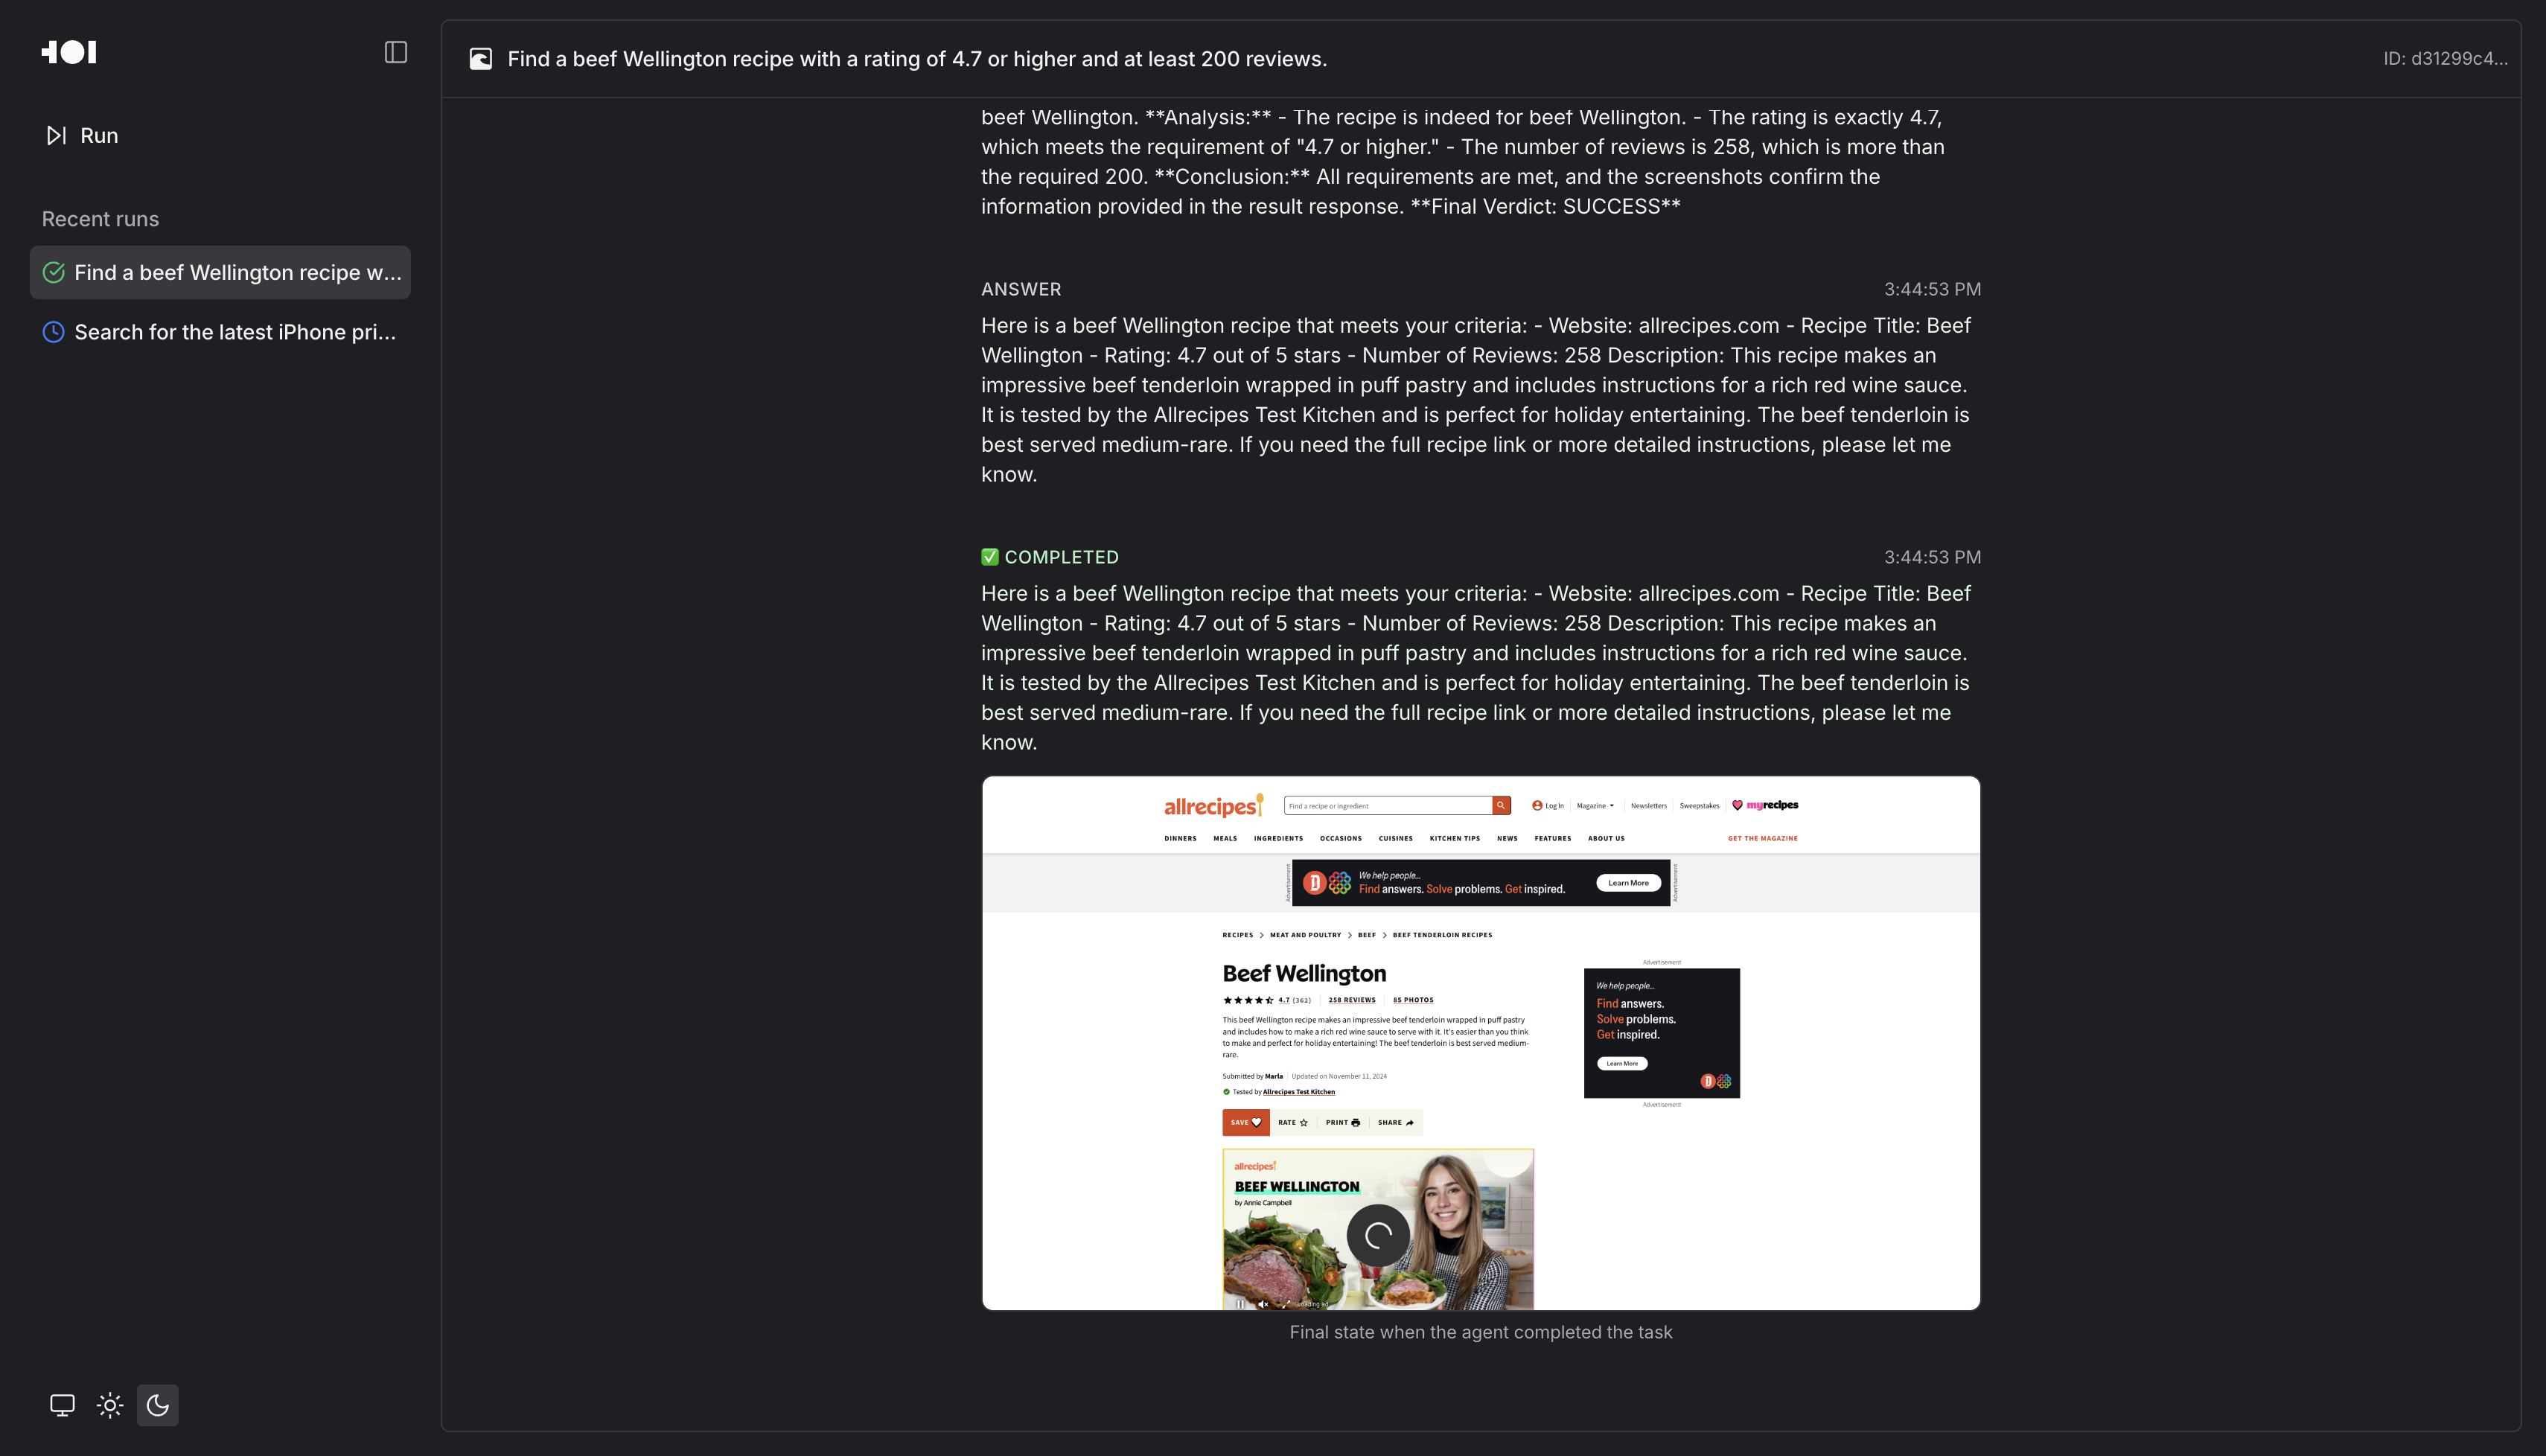 Find a beef Wellington recipe with a rating of 4.7 or higher and at least 200 reviews.
ID: d31299c4...
Run
Recent runs
Find a beef Wellington recipe w...
Search for the latest iPhone pri...
beef Wellington. **Analysis:** - The recipe is indeed for beef Wellington. - The rating is exactly 4.7,
which meets the requirement of "4.7 or higher." - The number of reviews is 258, which is more than
the required 200. **Conclusion:** All requirements are met, and the screenshots confirm the
information provided in the result response. **Final Verdict: SUCCESS**
ANSWER
3:44:53 PM
Here is a beef Wellington recipe that meets your criteria: - Website: allrecipes.com - Recipe Title: Beef
Wellington - Rating: 4.7 out of 5 stars - Number of Reviews: 258 Description: This recipe makes an
impressive beef tenderloin wrapped in puff pastry and includes instructions for a rich red wine sauce.
It is tested by the Allrecipes Test Kitchen and is perfect for holiday entertaining. The beef tenderloin is
best served medium-rare. If you need the full recipe link or more detailed instructions, please let me
know.
COMPLETED
3:44:53 PM
Here is a beef Wellington recipe that meets your criteria: - Website: allrecipes.com - Recipe Title: Beef
Wellington - Rating: 4.7 out of 5 stars - Number of Reviews: 258 Description: This recipe makes an
impressive beef tenderloin wrapped in puff pastry and includes instructions for a rich red wine sauce.
It is tested by the Allrecipes Test Kitchen and is perfect for holiday entertaining. The beef tenderloin is
best served medium-rare. If you need the full recipe link or more detailed instructions, please let me
know.
allrecipes
Find a recipe or ingredient
Log In
Magazine
Newsletters
Sweepstakes
myrecipes
DINNERS MEALS INGREDIENTS OCCASIONS CUISINES KITCHEN TIPS NEWS FEATURES ABOUT US
GET THE MAGAZINE
Advertisement
We help people...
Find answers. Solve problems. Get inspired.
Learn More
Advertisement
RECIPES > MEAT AND POULTRY > BEEF > BEEF TENDERLOIN RECIPES
Beef Wellington
4.7 (362) 258 REVIEWS 85 PHOTOS
This beef Wellington recipe makes an impressive beef tenderloin wrapped in puff pastry
and includes how to make a rich red wine sauce to serve with it. It's easier than you think
to make and perfect for holiday entertaining! The beef tenderloin is best served medium-
rare.
Submitted by Marla Updated on November 11, 2024
Tested by Allrecipes Test Kitchen
SAVE RATE PRINT SHARE
Advertisement
We help people...
Find answers.
Solve problems.
Get inspired.
Learn More
Advertisement
allrecipes
BEEF WELLINGTON
by Annie Campbell
Loading ad
Final state when the agent completed the task